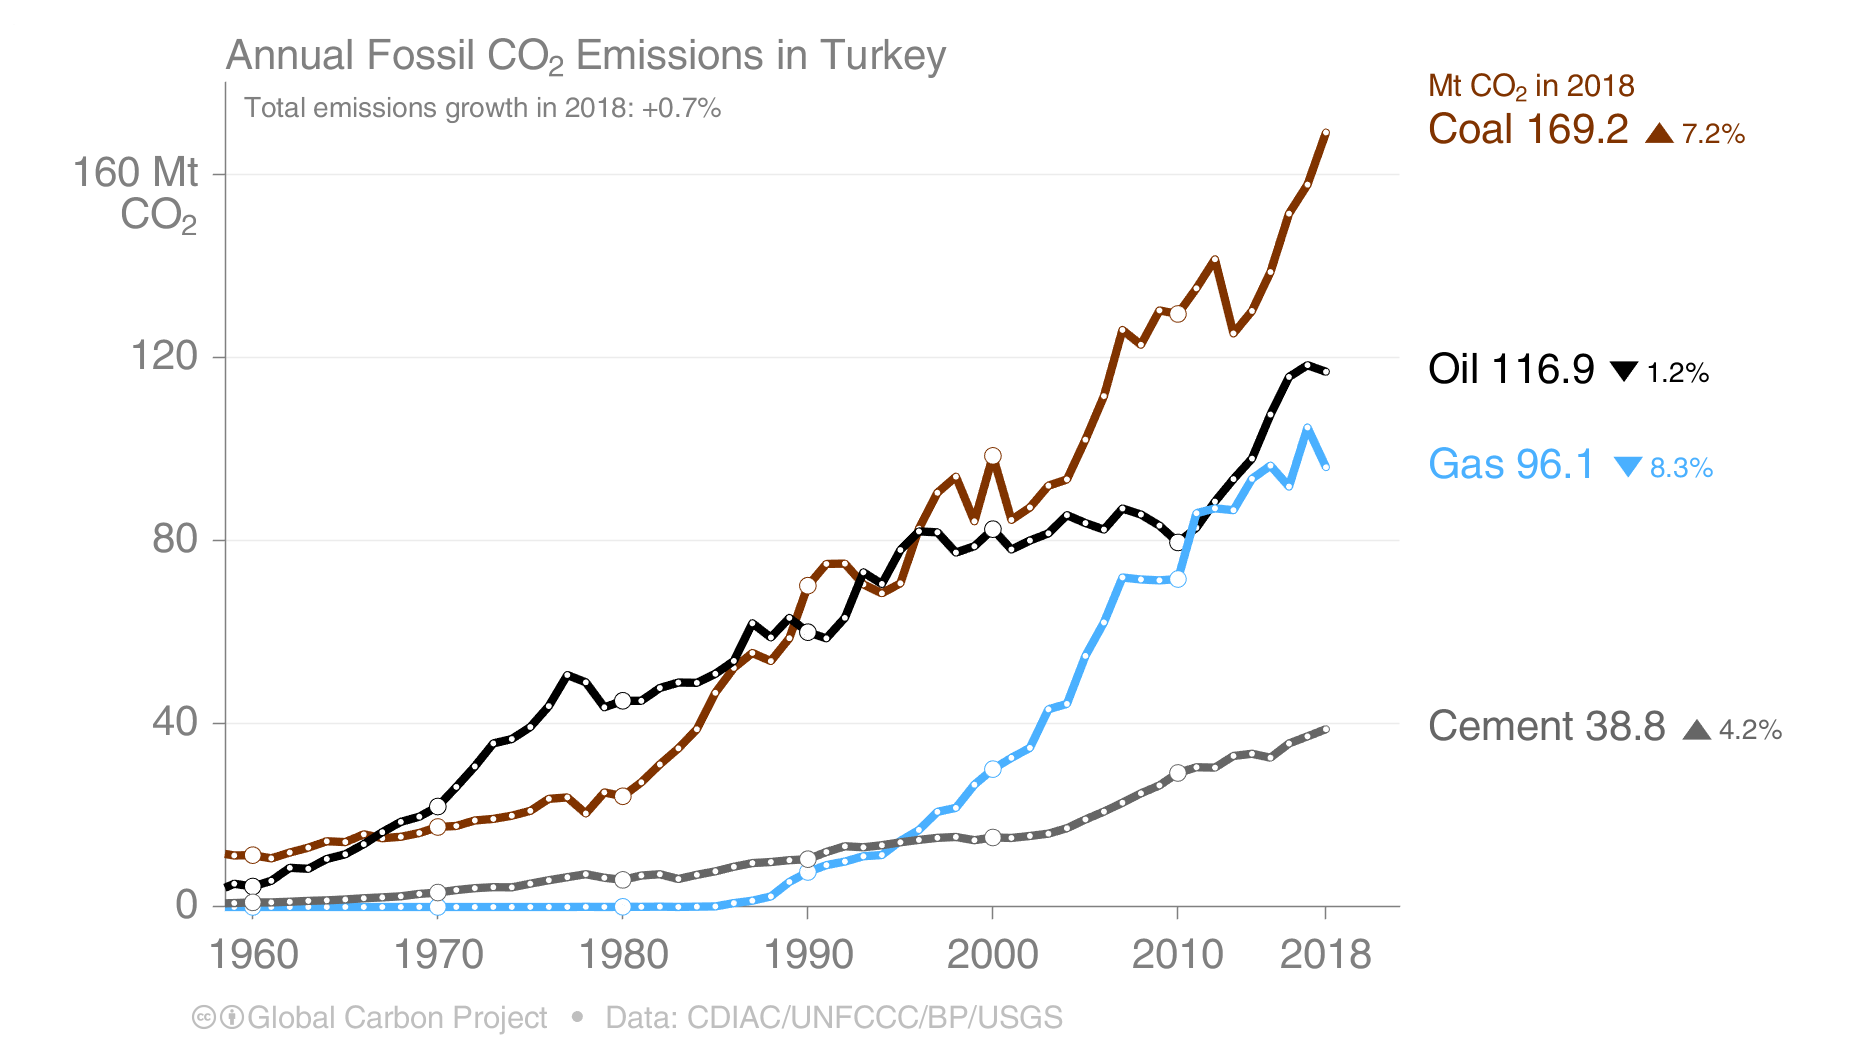 Annual Fossil CO₂ Emissions in Turkey
Total emissions growth in 2018: +0.7%
160 Mt
CO₂
120
80
40
0
1960 1970 1980 1990 2000 2010 2018
Mt CO₂ in 2018
Coal 169.2 ▲ 7.2%
Oil 116.9 ▼ 1.2%
Gas 96.1 ▼ 8.3%
Cement 38.8 ▲ 4.2%
cc Global Carbon Project • Data: CDIAC/UNFCCC/BP/USGS